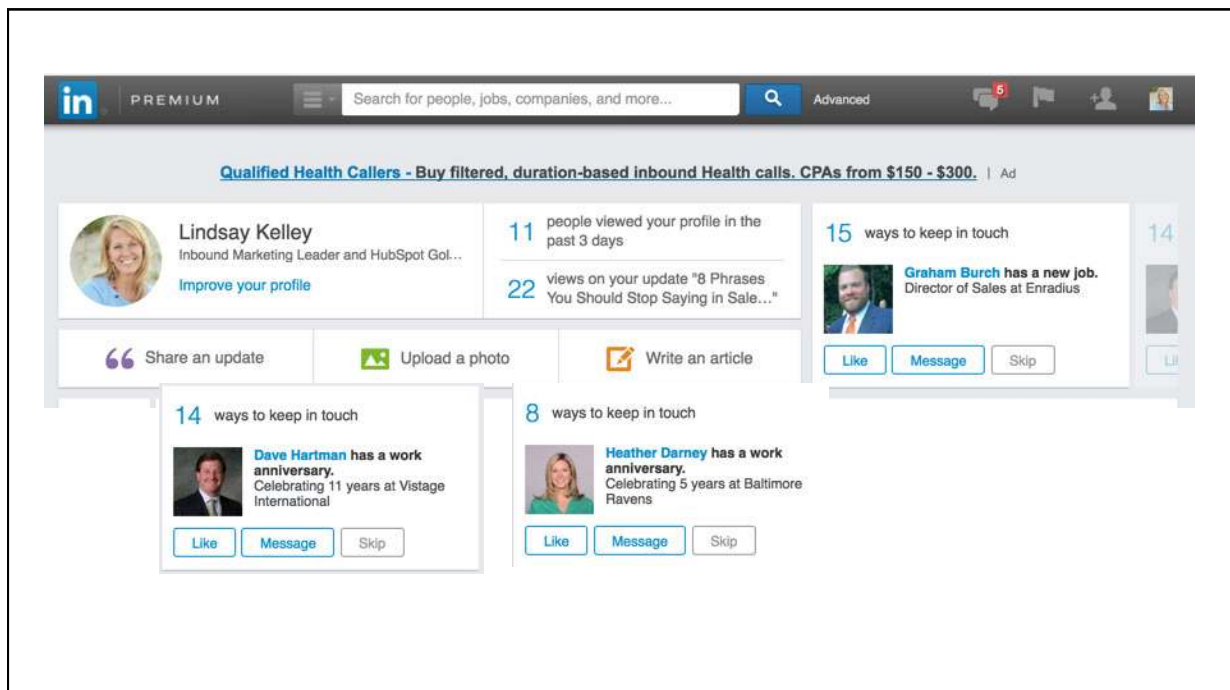 in PREMIUM Search for people, jobs, companies, and more... Advanced 5
Qualified Health Callers - Buy filtered, duration-based inbound Health calls. CPAs from $150 - $300. | Ad
Lindsay Kelley
Inbound Marketing Leader and HubSpot Gol...
Improve your profile
11 people viewed your profile in the
past 3 days
22 views on your update "8 Phrases
You Should Stop Saying in Sale..."
15 ways to keep in touch
Graham Burch has a new job.
Director of Sales at Enradius
Like Message Skip
14
Share an update Upload a photo Write an article
14 ways to keep in touch
Dave Hartman has a work
anniversary.
Celebrating 11 years at Vistage
International
Like Message Skip
8 ways to keep in touch
Heather Darney has a work
anniversary.
Celebrating 5 years at Baltimore
Ravens
Like Message Skip